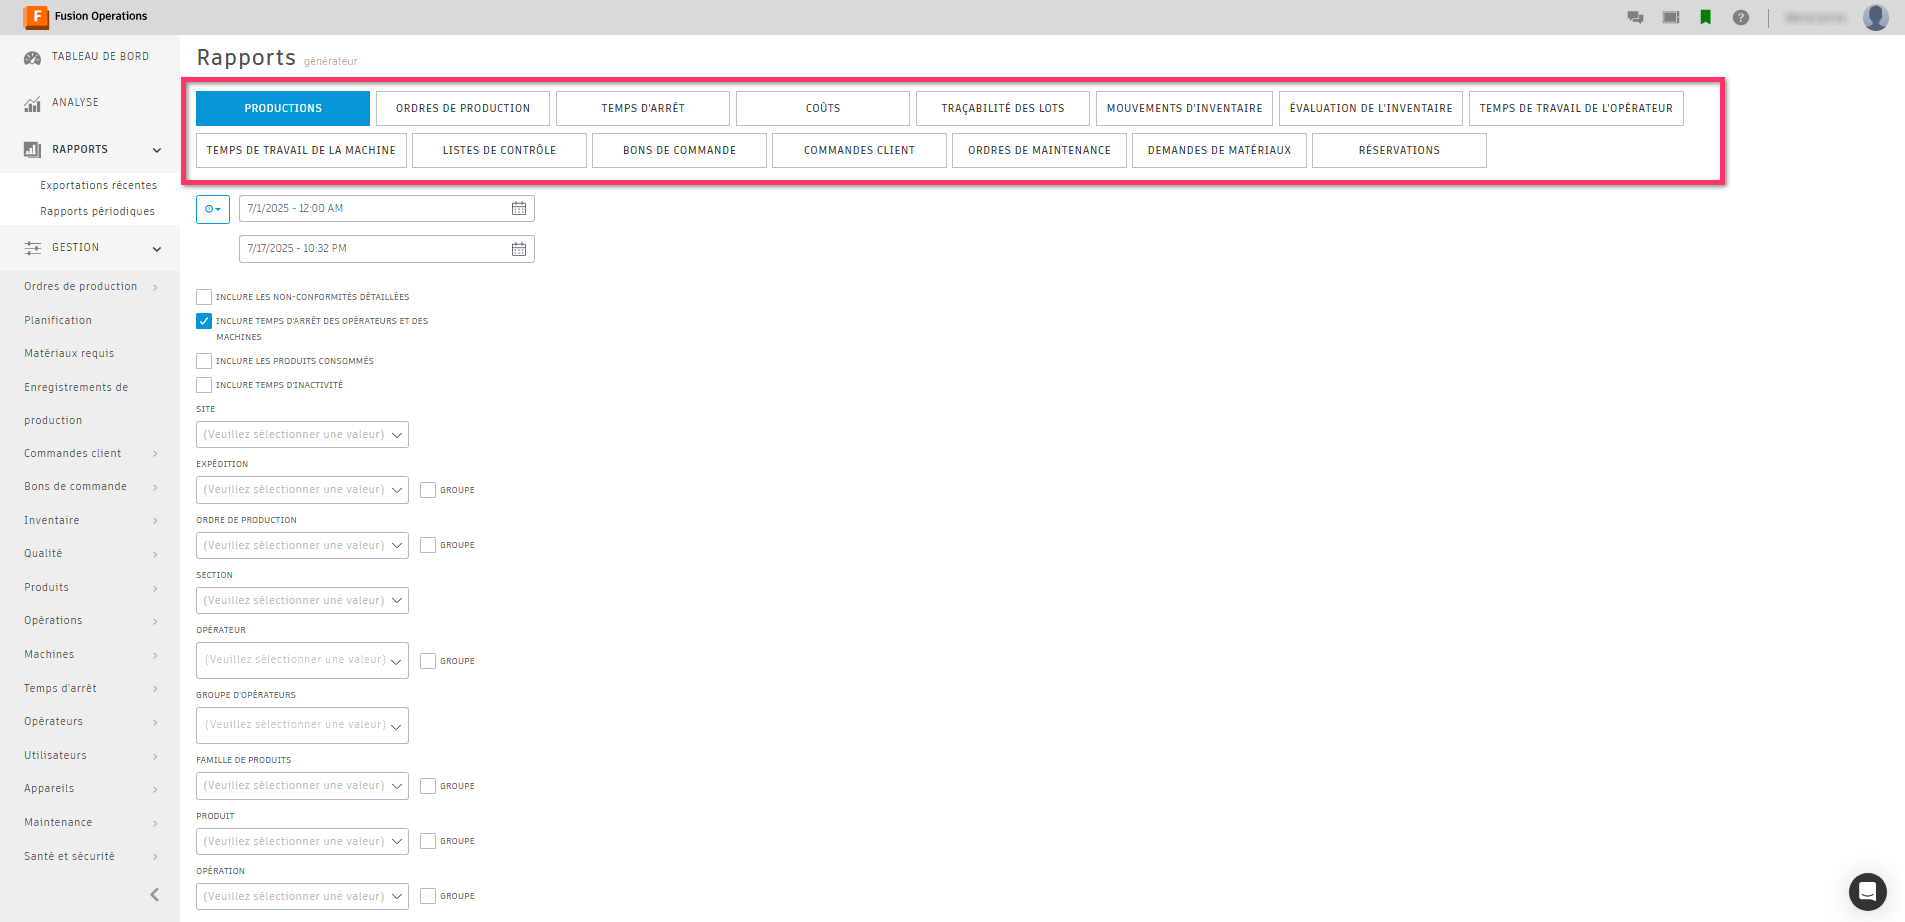 Fusion Operations
TABLEAU DE BORD
ANALYSE
RAPPORTS
Exportations récentes
Rapports périodiques
GESTION
Ordres de production
Planification
Matériaux requis
Enregistrements de
production
Commandes client
Bons de commande
Inventaire
Qualité
Produits
Opérations
Machines
Temps d'arrêt
Opérateurs
Utilisateurs
Appareils
Maintenance
Santé et sécurité
Rapports générateur
PRODUCTIONS ORDRES DE PRODUCTION TEMPS D'ARRÊT COÛTS TRAÇABILITÉ DES LOTS MOUVEMENTS D'INVENTAIRE ÉVALUATION DE L'INVENTAIRE TEMPS DE TRAVAIL DE L'OPÉRATEUR
TEMPS DE TRAVAIL DE LA MACHINE LISTES DE CONTRÔLE BONS DE COMMANDE COMMANDES CLIENT ORDRES DE MAINTENANCE DEMANDES DE MATÉRIAUX RÉSERVATIONS
7/1/2025 - 12:00 AM
7/17/2025 - 10:32 PM
INCLURE LES NON-CONFORMITÉS DÉTAILLÉES
INCLURE TEMPS D'ARRÊT DES OPÉRATEURS ET DES
MACHINES
INCLURE LES PRODUITS CONSOMMÉS
INCLURE TEMPS D'INACTIVITÉ
SITE
(Veuillez sélectionner une valeur)
EXPÉDITION
(Veuillez sélectionner une valeur) GROUPE
ORDRE DE PRODUCTION
(Veuillez sélectionner une valeur) GROUPE
SECTION
(Veuillez sélectionner une valeur)
OPÉRATEUR
(Veuillez sélectionner une valeur) GROUPE
GROUPE D'OPÉRATEURS
(Veuillez sélectionner une valeur)
FAMILLE DE PRODUITS
(Veuillez sélectionner une valeur) GROUPE
PRODUIT
(Veuillez sélectionner une valeur) GROUPE
OPÉRATION
(Veuillez sélectionner une valeur) GROUPE